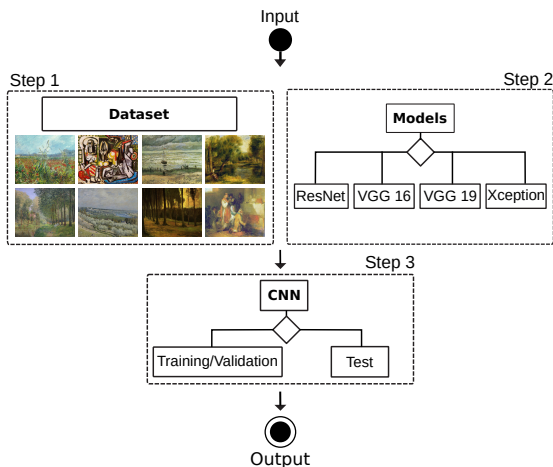 Input
Step 1
Step 2
Dataset
Models
ResNet
VGG 16
VGG 19
Xception
Step 3
CNN
Training/Validation
Test
Output